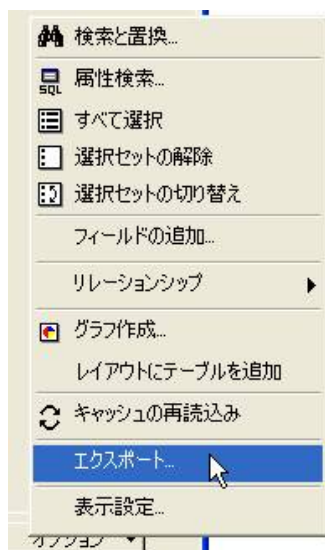 検索と置換...
SQL 属性検索...
すべて選択
選択セットの解除
選択セットの切り替え
フィールドの追加...
リレーションシップ
グラフ作成...
レイアウトにテーブルを追加
キャッシュの再読込み
エクスポート...
表示設定...
オプション